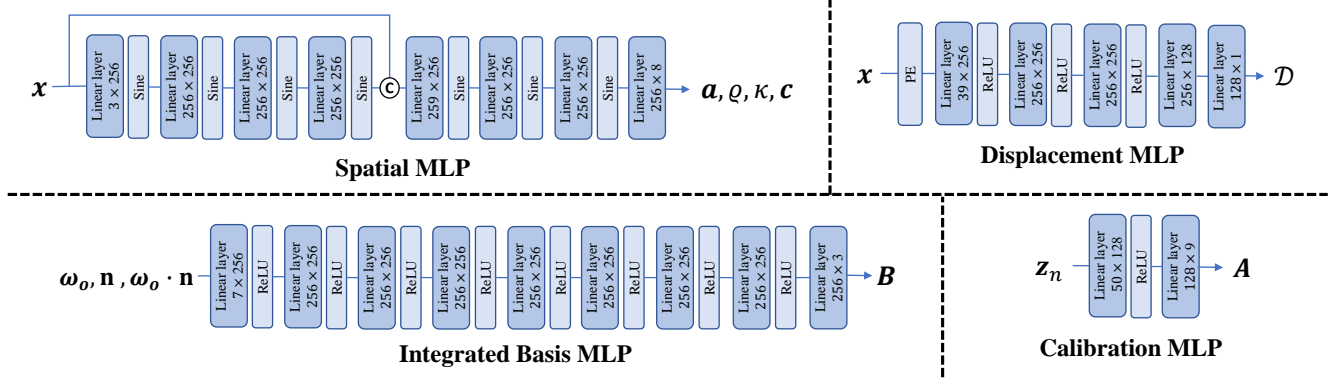 x
Linear layer
3 × 256
Sine
Linear layer
256 × 256
Sine
Linear layer
256 × 256
Sine
Linear layer
256 × 256
Sine
C
Linear layer
259 × 256
Sine
Linear layer
256 × 256
Sine
Linear layer
256 × 256
Sine
Linear layer
256 × 8
a, ϱ, κ, c
Spatial MLP
x
PE
Linear layer
39 × 256
ReLU
Linear layer
256 × 256
ReLU
Linear layer
256 × 256
ReLU
Linear layer
256 × 128
Linear layer
128 × 1
𝒟
Displacement MLP
ωₒ, n , ωₒ · n
Linear layer
7 × 256
ReLU
Linear layer
256 × 256
ReLU
Linear layer
256 × 256
ReLU
Linear layer
256 × 256
ReLU
Linear layer
256 × 256
ReLU
Linear layer
256 × 256
ReLU
Linear layer
256 × 256
ReLU
Linear layer
256 × 256
ReLU
Linear layer
256 × 3
B
Integrated Basis MLP
zₙ
Linear layer
50 × 128
ReLU
Linear layer
128 × 9
A
Calibration MLP